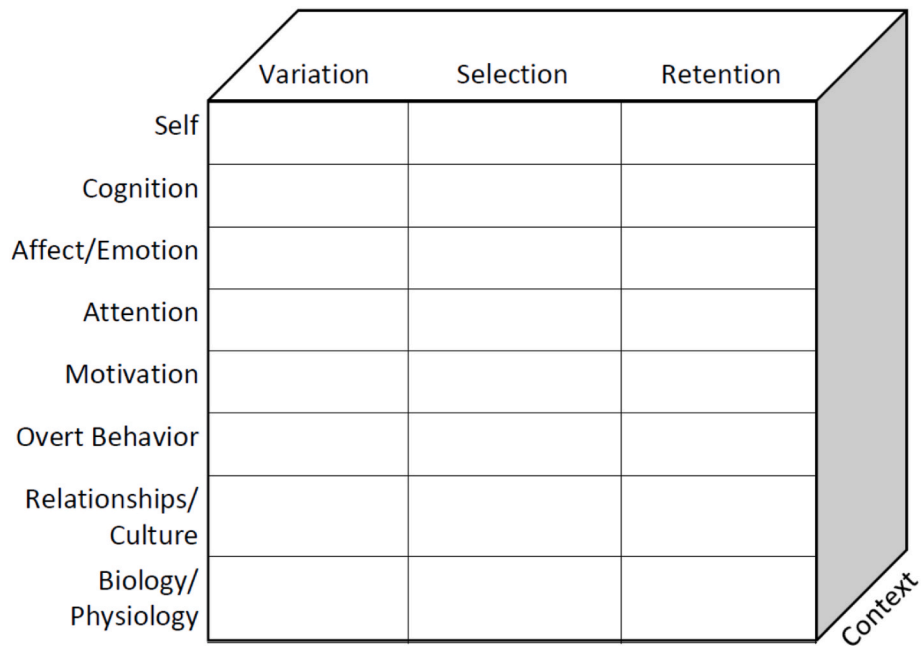 Variation Selection Retention
Self
Cognition
Affect/Emotion
Attention
Motivation
Overt Behavior
Relationships/
Culture
Biology/
Physiology
Context